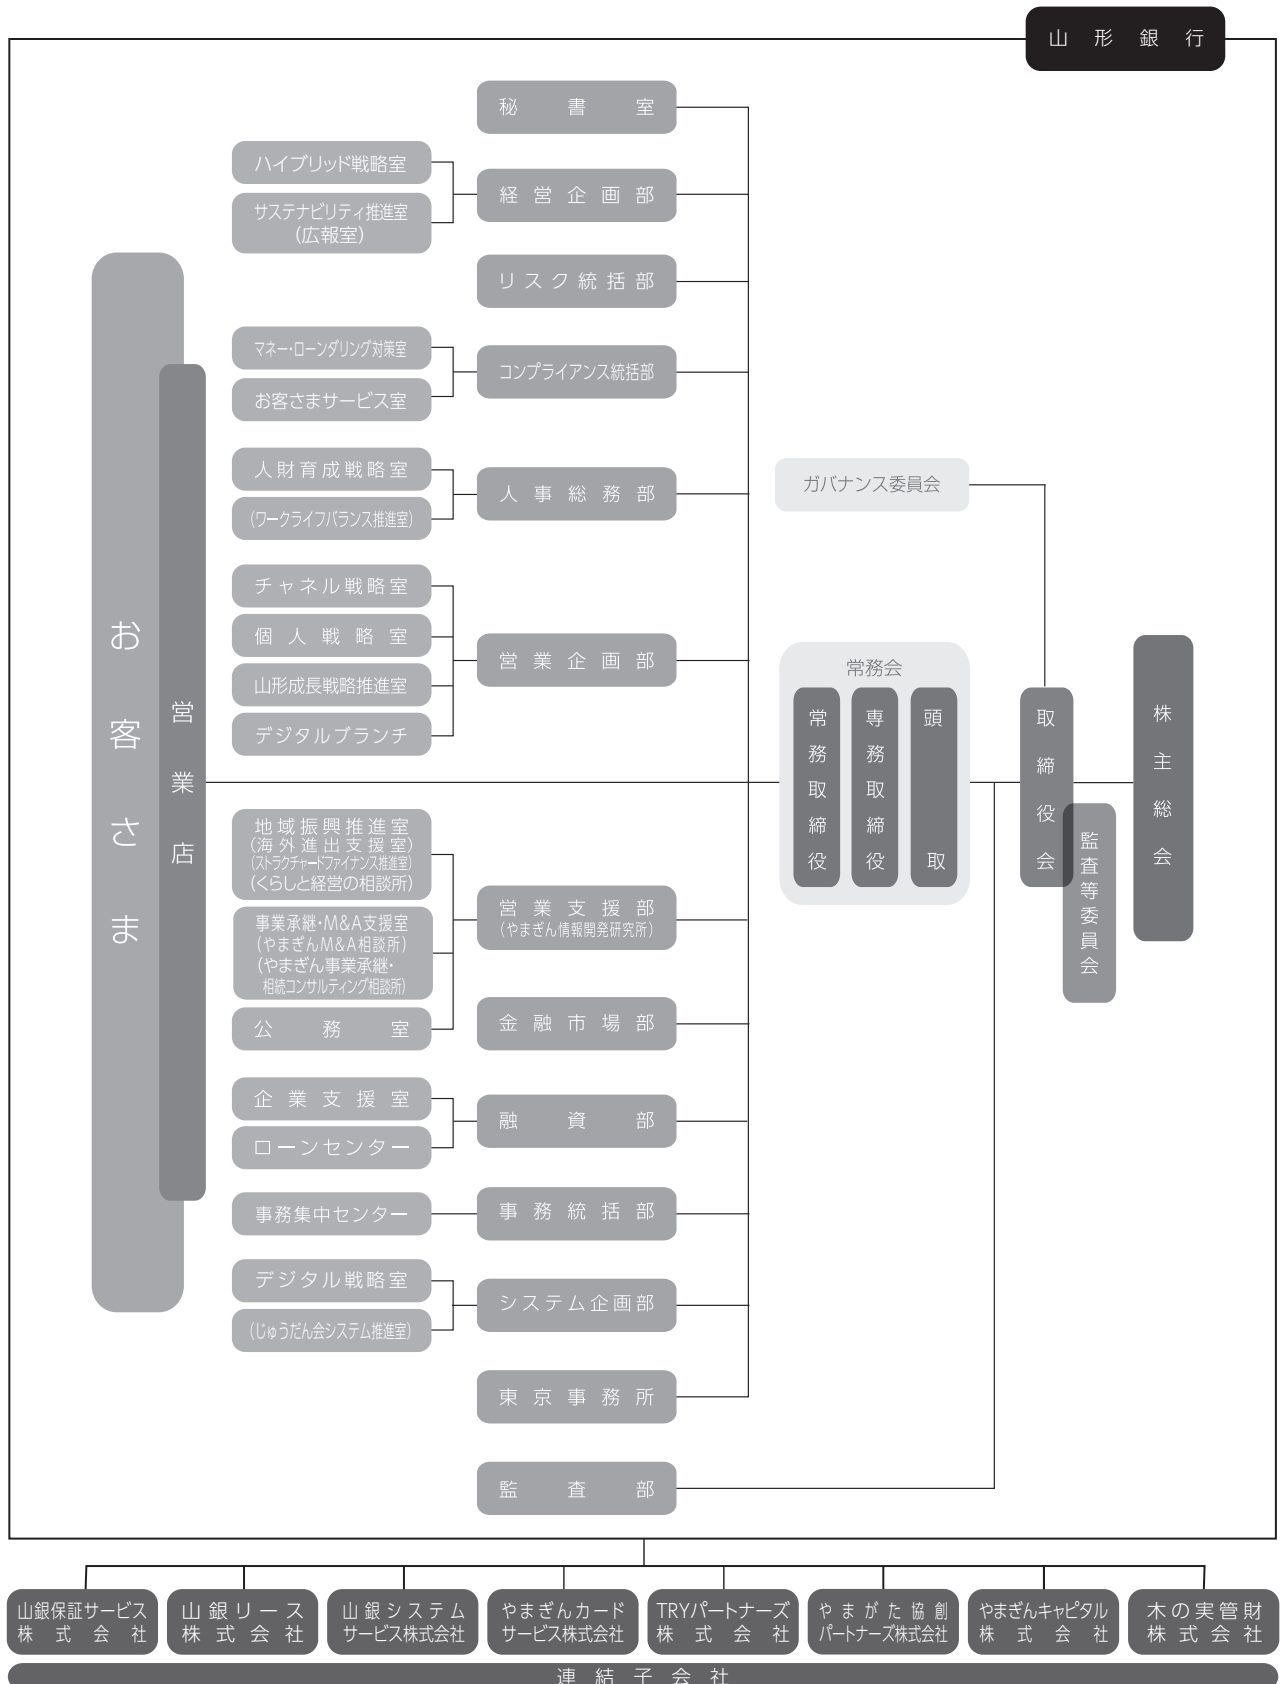 山形銀行
秘書室
ハイブリッド戦略室
サステナビリティ推進室
(広報室)
経営企画部
リスク統括部
マネー・ローンダリング対策室
お客さまサービス室
コンプライアンス統括部
人財育成戦略室
(ワークライフバランス推進室)
人事総務部
ガバナンス委員会
チャネル戦略室
個人戦略室
山形成長戦略推進室
デジタルブランチ
営業企画部
お客さま
営業店
常務会
常務取締役
専務取締役
頭取
取締役会
監査等委員会
株主総会
地域振興推進室
(海外進出支援室)
(ストラクチャードファイナンス推進室)
(くらしと経営の相談所)
事業承継・M&A支援室
(やまぎんM&A相談所)
(やまぎん事業承継・
相続コンサルティング相談所)
公務室
営業支援部
(やまぎん情報開発研究所)
金融市場部
企業支援室
ローンセンター
融資部
事務集中センター
事務統括部
デジタル戦略室
(じゅうだん会システム推進室)
システム企画部
東京事務所
監査部
山銀保証サービス
株式会社
山銀リース
株式会社
山銀システム
サービス株式会社
やまぎんカード
サービス株式会社
TRYパートナーズ
株式会社
やまがた協創
パートナーズ株式会社
やまぎんキャピタル
株式会社
木の実管財
株式会社
連結子会社